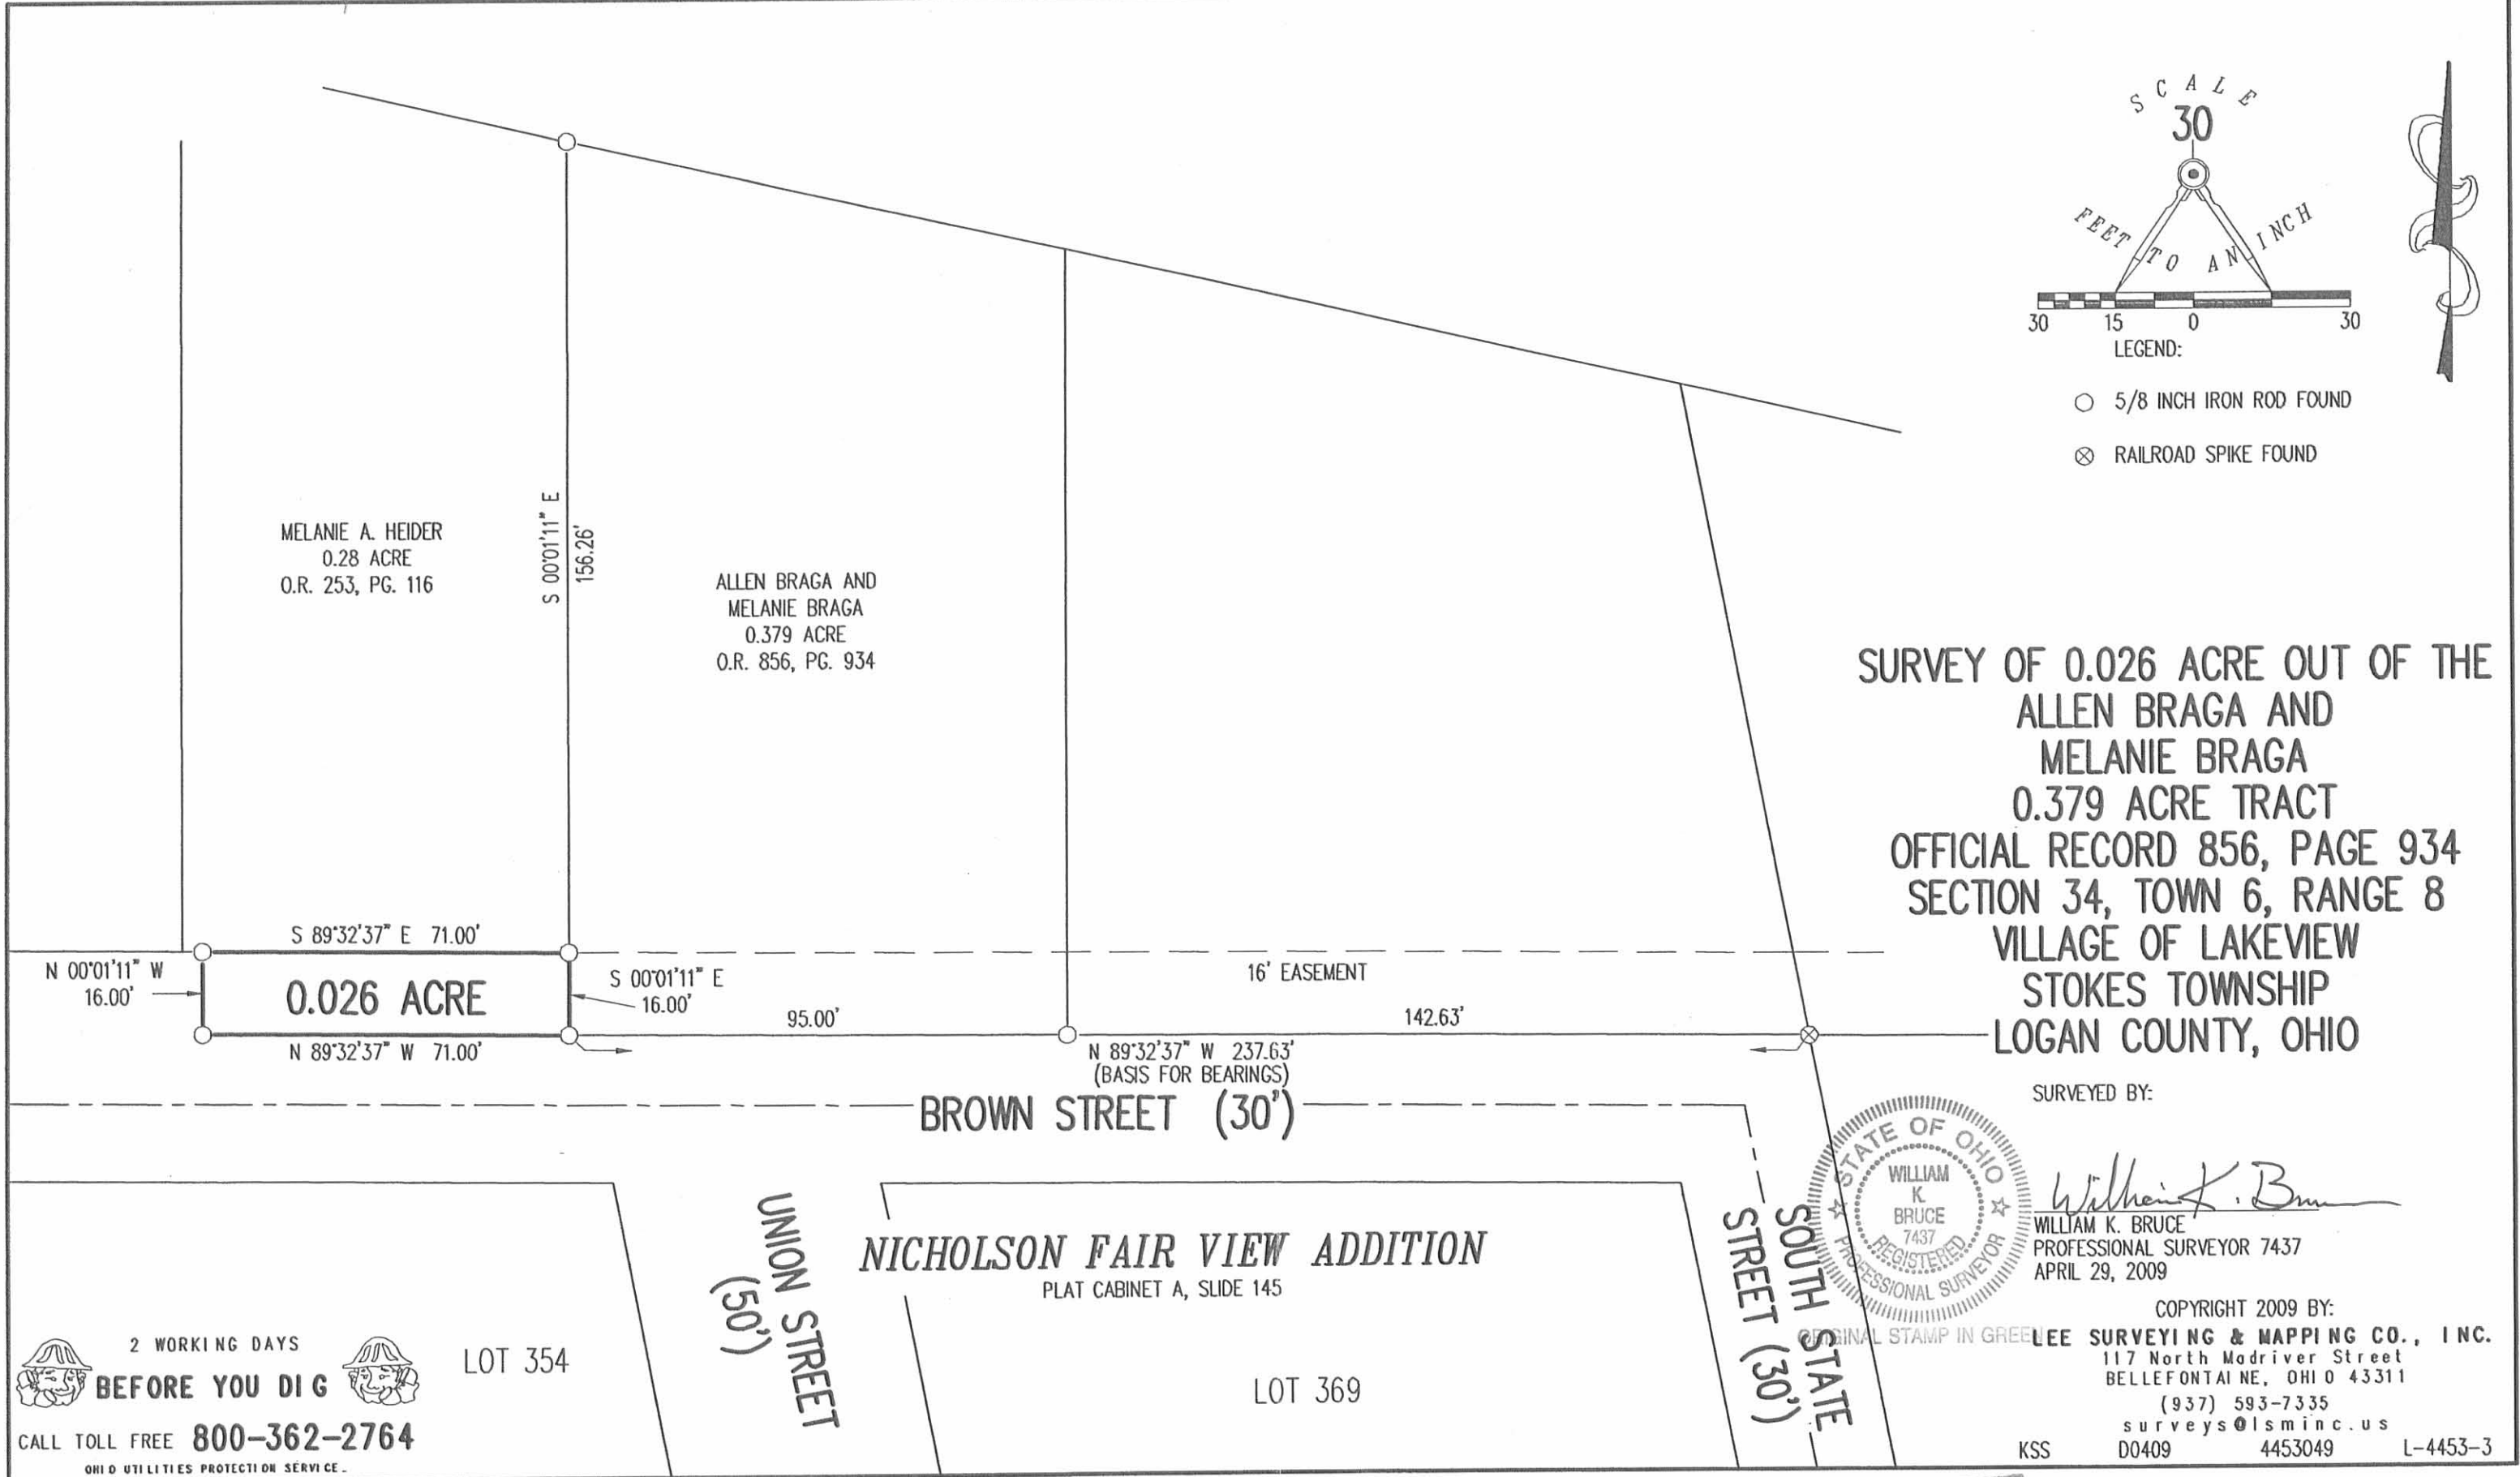 SCALE
30
FEET TO AN INCH
30 15 0 30
LEGEND:
5/8 INCH IRON ROD FOUND
RAILROAD SPIKE FOUND
MELANIE A. HEIDER
0.28 ACRE
O.R. 253, PG. 116
S 00°01'11" E
156.26'
ALLEN BRAGA AND
MELANIE BRAGA
0.379 ACRE
O.R. 856, PG. 934
SURVEY OF 0.026 ACRE OUT OF THE
ALLEN BRAGA AND
MELANIE BRAGA
0.379 ACRE TRACT
OFFICIAL RECORD 856, PAGE 934
SECTION 34, TOWN 6, RANGE 8
VILLAGE OF LAKEVIEW
STOKES TOWNSHIP
LOGAN COUNTY, OHIO
S 89°32'37" E 71.00'
N 00°01'11" W
16.00'
0.026 ACRE
S 00°01'11" E
16.00'
16' EASEMENT
95.00'
142.63'
N 89°32'37" W 71.00'
N 89°32'37" W 237.63'
(BASIS FOR BEARINGS)
BROWN STREET (30')
UNION STREET
(50')
NICHOLSON FAIR VIEW ADDITION
PLAT CABINET A, SLIDE 145
SOUTH STATE
STREET (30')
LOT 354
LOT 369
SURVEYED BY:
STATE OF OHIO
WILLIAM
K.
BRUCE
7437
REGISTERED
PROFESSIONAL SURVEYOR
ORIGINAL STAMP IN GREEN
William K. Bruce
WILLIAM K. BRUCE
PROFESSIONAL SURVEYOR 7437
APRIL 29, 2009
COPYRIGHT 2009 BY:
LEE SURVEYING & MAPPING CO., INC.
117 North Madriver Street
BELLEFONTAINE, OHIO 43311
(937) 593-7335
surveys@lsminc.us
KSS D0409 4453049 L-4453-3
2 WORKING DAYS
BEFORE YOU DIG
CALL TOLL FREE 800-362-2764
OHIO UTILITIES PROTECTION SERVICE.